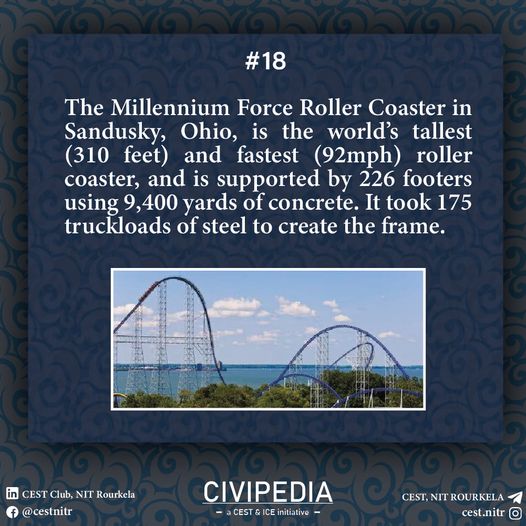 #18
The Millennium Force Roller Coaster in
Sandusky, Ohio, is the world's tallest
(310 feet) and fastest (92mph) roller
coaster, and is supported by 226 footers
using 9,400 yards of concrete. It took 175
truckloads of steel to create the frame.
CEST Club, NIT Rourkela
cestnitr
CIVIPEDIA
– a CEST & ICE initiative –
CEST, NIT ROURKELA
cest.nitr